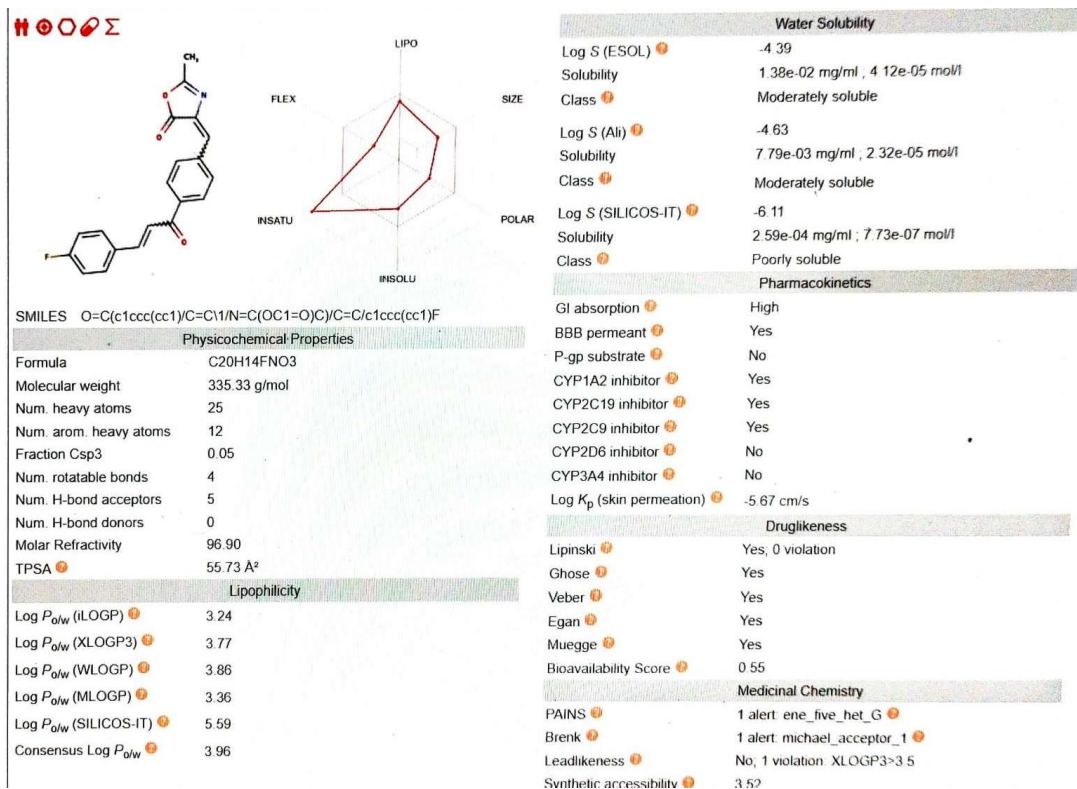 CH₃
O
N
O
O
F
LIPO
FLEX
SIZE
INSATU
POLAR
INSOLU
SMILES O=C(c1ccc(cc1)/C=C\1/N=C(OC1=O)C)/C=C/c1ccc(cc1)F
Physicochemical Properties
Formula C20H14FNO3
Molecular weight 335.33 g/mol
Num. heavy atoms 25
Num. arom. heavy atoms 12
Fraction Csp3 0.05
Num. rotatable bonds 4
Num. H-bond acceptors 5
Num. H-bond donors 0
Molar Refractivity 96.90
TPSA 55.73 Å²
Lipophilicity
Log Po/w (iLOGP) 3.24
Log Po/w (XLOGP3) 3.77
Log Po/w (WLOGP) 3.86
Log Po/w (MLOGP) 3.36
Log Po/w (SILICOS-IT) 5.59
Consensus Log Po/w 3.96
Water Solubility
Log S (ESOL) -4.39
Solubility 1.38e-02 mg/ml ; 4.12e-05 mol/l
Class Moderately soluble
Log S (Ali) -4.63
Solubility 7.79e-03 mg/ml ; 2.32e-05 mol/l
Class Moderately soluble
Log S (SILICOS-IT) -6.11
Solubility 2.59e-04 mg/ml ; 7.73e-07 mol/l
Class Poorly soluble
Pharmacokinetics
GI absorption High
BBB permeant Yes
P-gp substrate No
CYP1A2 inhibitor Yes
CYP2C19 inhibitor Yes
CYP2C9 inhibitor Yes
CYP2D6 inhibitor No
CYP3A4 inhibitor No
Log Kp (skin permeation) -5.67 cm/s
Druglikeness
Lipinski Yes; 0 violation
Ghose Yes
Veber Yes
Egan Yes
Muegge Yes
Bioavailability Score 0.55
Medicinal Chemistry
PAINS 1 alert: ene_five_het_G
Brenk 1 alert: michael_acceptor_1
Leadlikeness No; 1 violation: XLOGP3>3.5
Synthetic accessibility 3.52